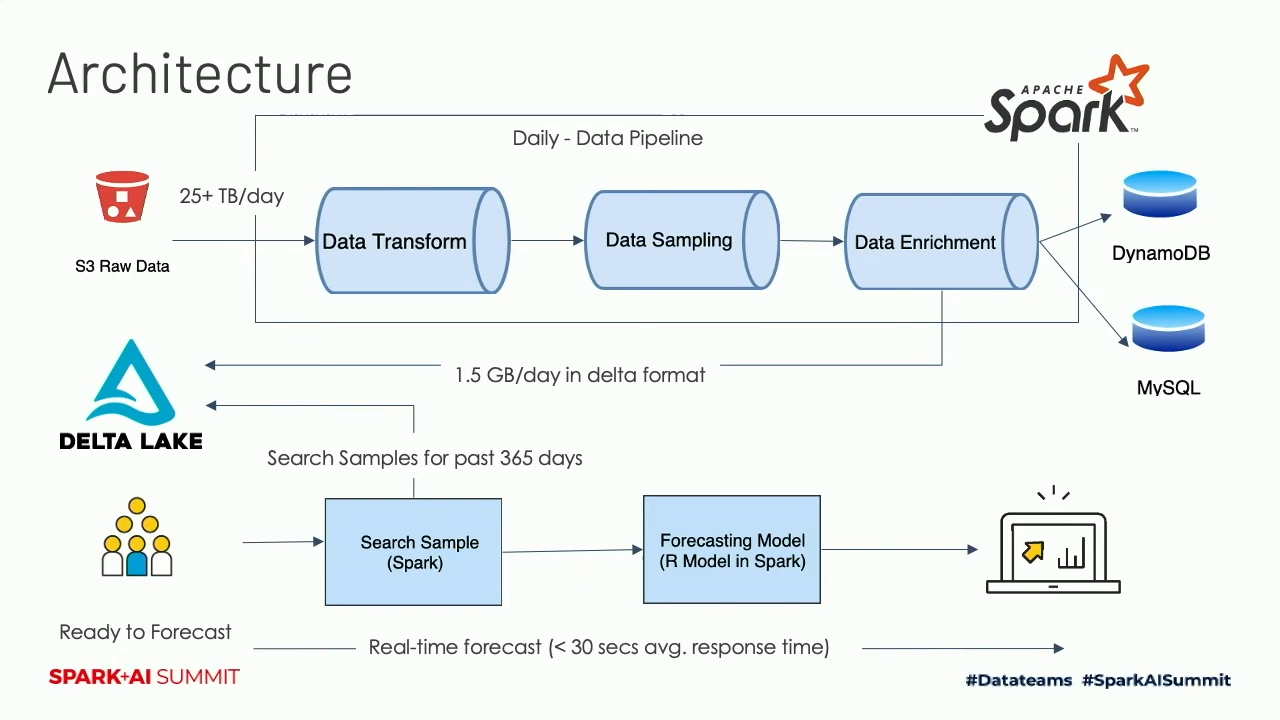 Architecture
APACHE
Spark
TM
Daily - Data Pipeline
25+ TB/day
S3 Raw Data
Data Transform
Data Sampling
Data Enrichment
DynamoDB
MySQL
1.5 GB/day in delta format
DELTA LAKE
Search Samples for past 365 days
Search Sample
(Spark)
Forecasting Model
(R Model in Spark)
Ready to Forecast
Real-time forecast (< 30 secs avg. response time)
SPARK+AI SUMMIT
#Datateams #SparkAISummit